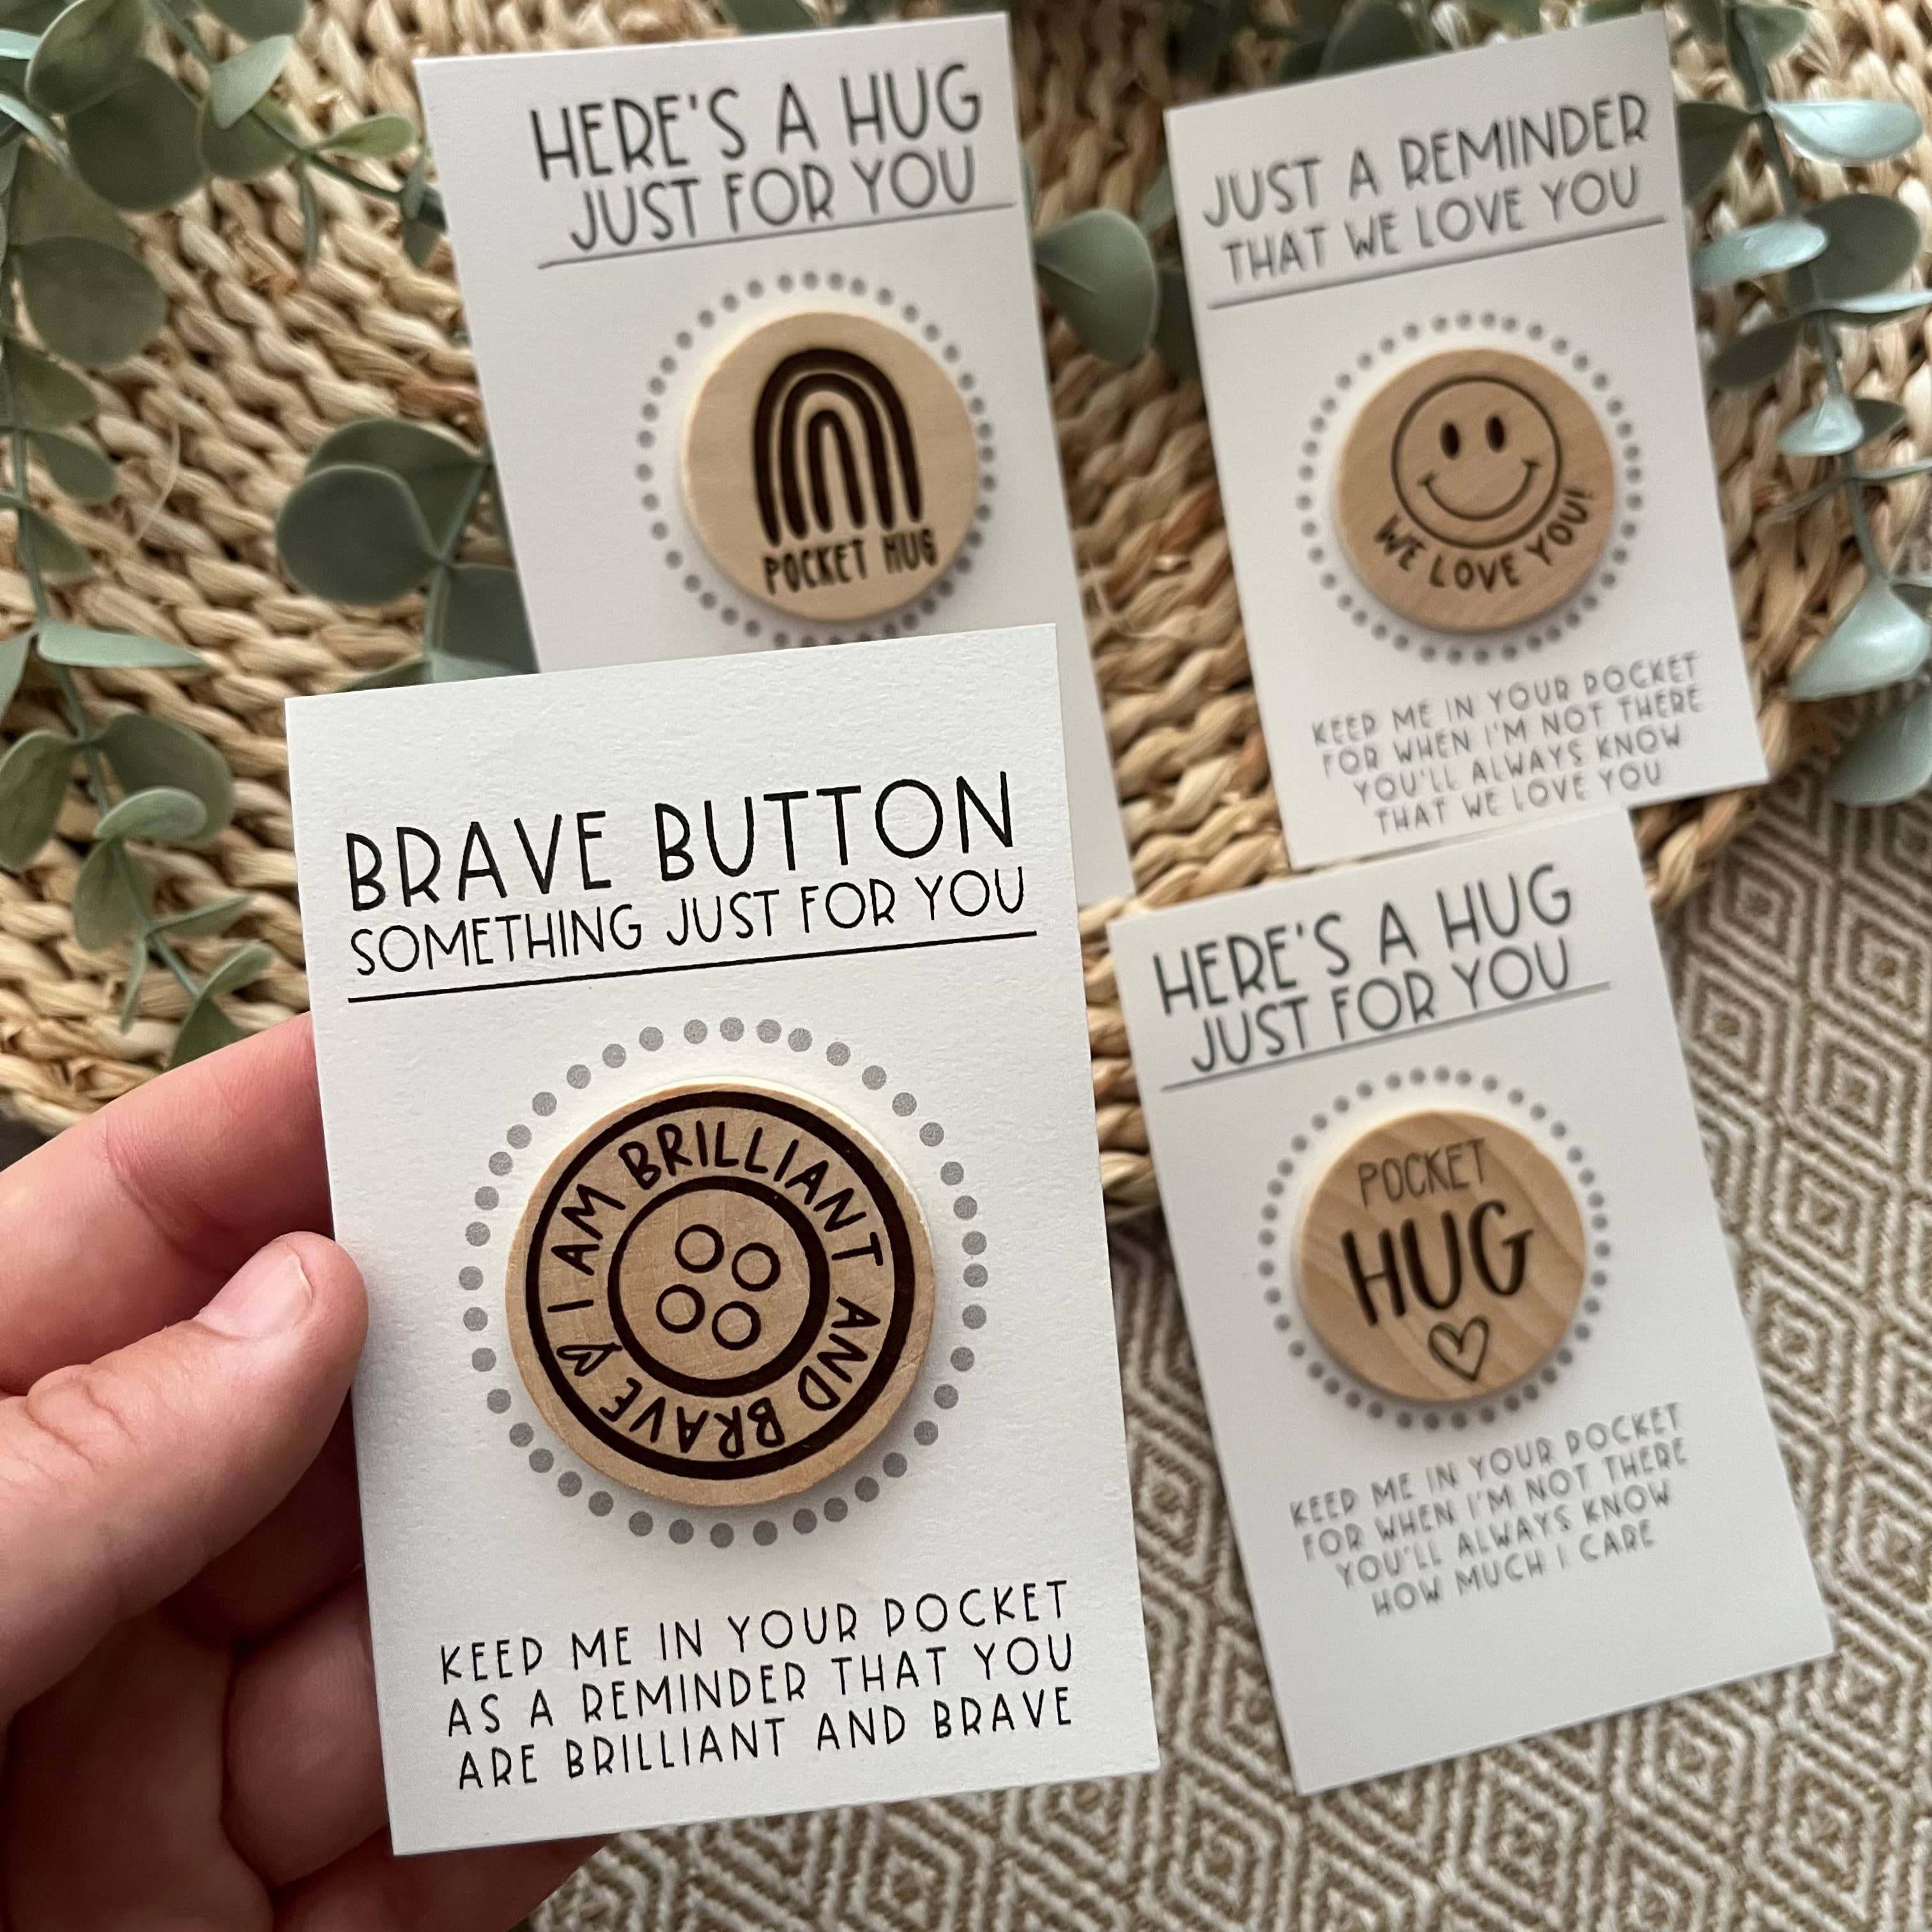 HERE'S A HUG
JUST FOR YOU
POCKET HUG
JUST A REMINDER
THAT WE LOVE YOU
WE LOVE YOU!
KEEP ME IN YOUR POCKET
FOR WHEN I'M NOT THERE
YOU'LL ALWAYS KNOW
THAT WE LOVE YOU
BRAVE BUTTON
SOMETHING JUST FOR YOU
I AM BRILLIANT AND BRAVE
KEEP ME IN YOUR POCKET
AS A REMINDER THAT YOU
ARE BRILLIANT AND BRAVE
HERE'S A HUG
JUST FOR YOU
POCKET
HUG
KEEP ME IN YOUR POCKET
FOR WHEN I'M NOT THERE
YOU'LL ALWAYS KNOW
HOW MUCH I CARE